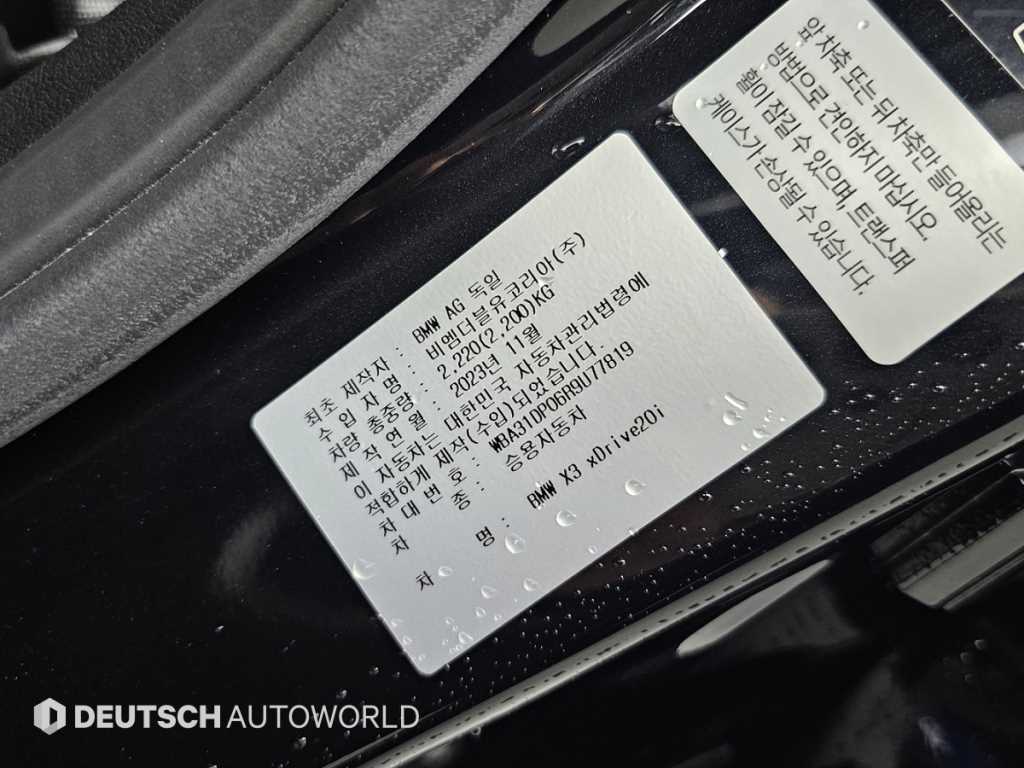 앞 차축 또는 뒤 차축만 들어올리는
방법으로 견인하지 마십시오.
휠이 잠길 수 있으며, 트랜스퍼
케이스가 손상될 수 있습니다.
최초 제작자 : BMW AG 독일
수 입 자 명 : 비엠더블유코리아(주)
차량 총중량 : 2,220(2,200)KG
제 작 연 월 : 2023년 11월
이 자동차는 대한민국 자동차관리법령에
적합하게 제작(수입)되었습니다.
차 대 번 호 : WBA31DP06R9U77819
차 종 : 승용자동차
차 명 : BMW X3 xDrive20i
DEUTSCH AUTOWORLD